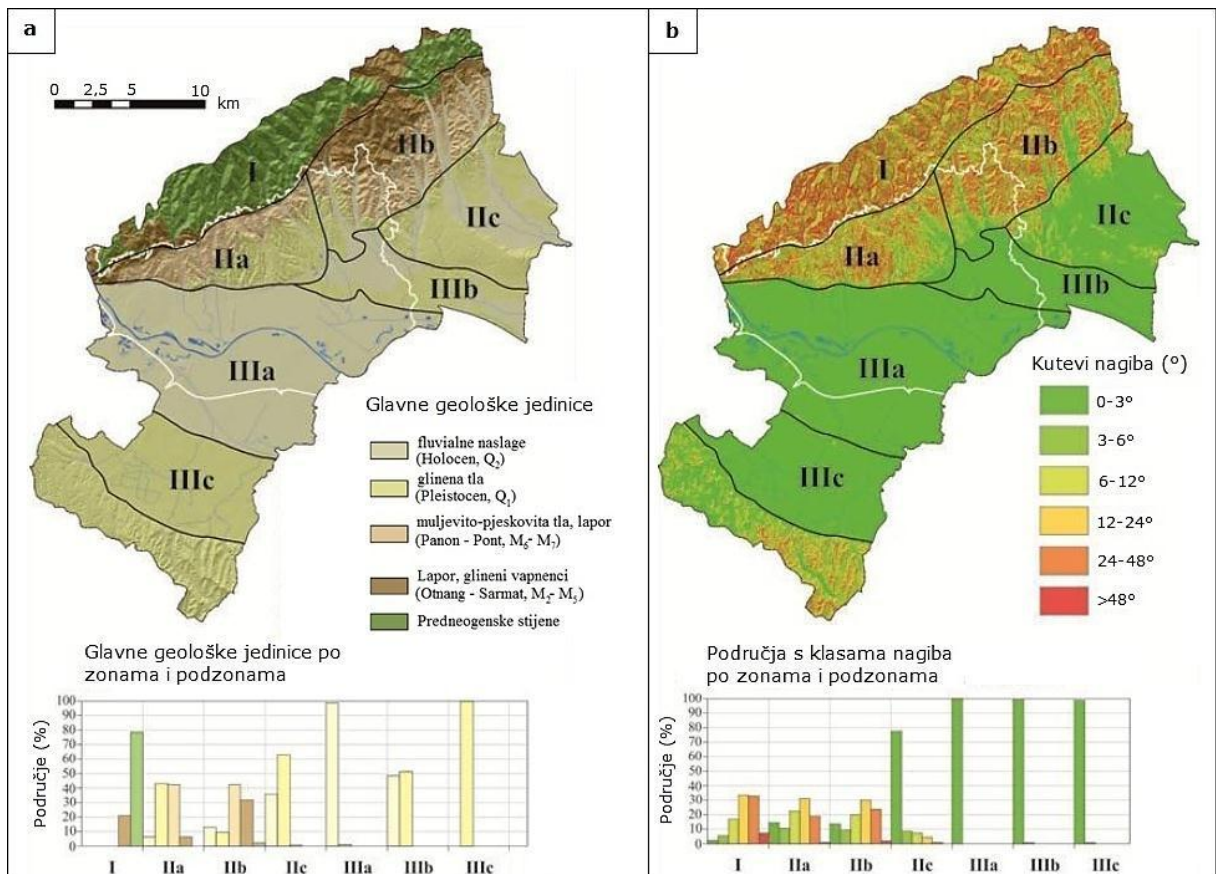 a
0 2,5 5 10
km
I
IIb
IIc
IIa
IIIb
IIIa
IIIc
Glavne geološke jedinice
fluvialne naslage
(Holocen, Q₂)
glinena tla
(Pleistocen, Q₁)
muljevito-pjeskovita tla, lapor
(Panon - Pont, M₆- M₇)
Lapor, glineni vapnenci
(Otnang - Sarmat, M₂- M₅)
Predneogenske stijene
Glavne geološke jedinice po
zonama i podzonama
Područje (%)
100
90
80
70
60
50
40
30
20
10
0
I IIa IIb IIc IIIa IIIb IIIc
b
I
IIb
IIc
IIa
IIIb
IIIa
IIIc
Kutevi nagiba (°)
0-3°
3-6°
6-12°
12-24°
24-48°
>48°
Područja s klasama nagiba
po zonama i podzonama
Područje (%)
100
90
80
70
60
50
40
30
20
10
0
I IIa IIb IIc IIIa IIIb IIIc